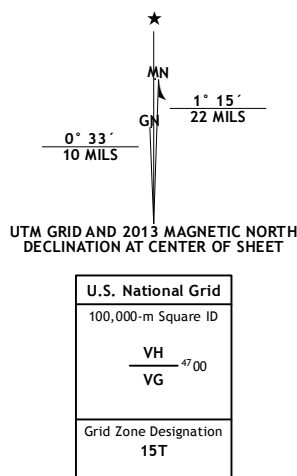 MN
1° 15´
22 MILS
GN
0° 33´
10 MILS
UTM GRID AND 2013 MAGNETIC NORTH
DECLINATION AT CENTER OF SHEET
U.S. National Grid
100,000-m Square ID
VH
4700
VG
Grid Zone Designation
15T